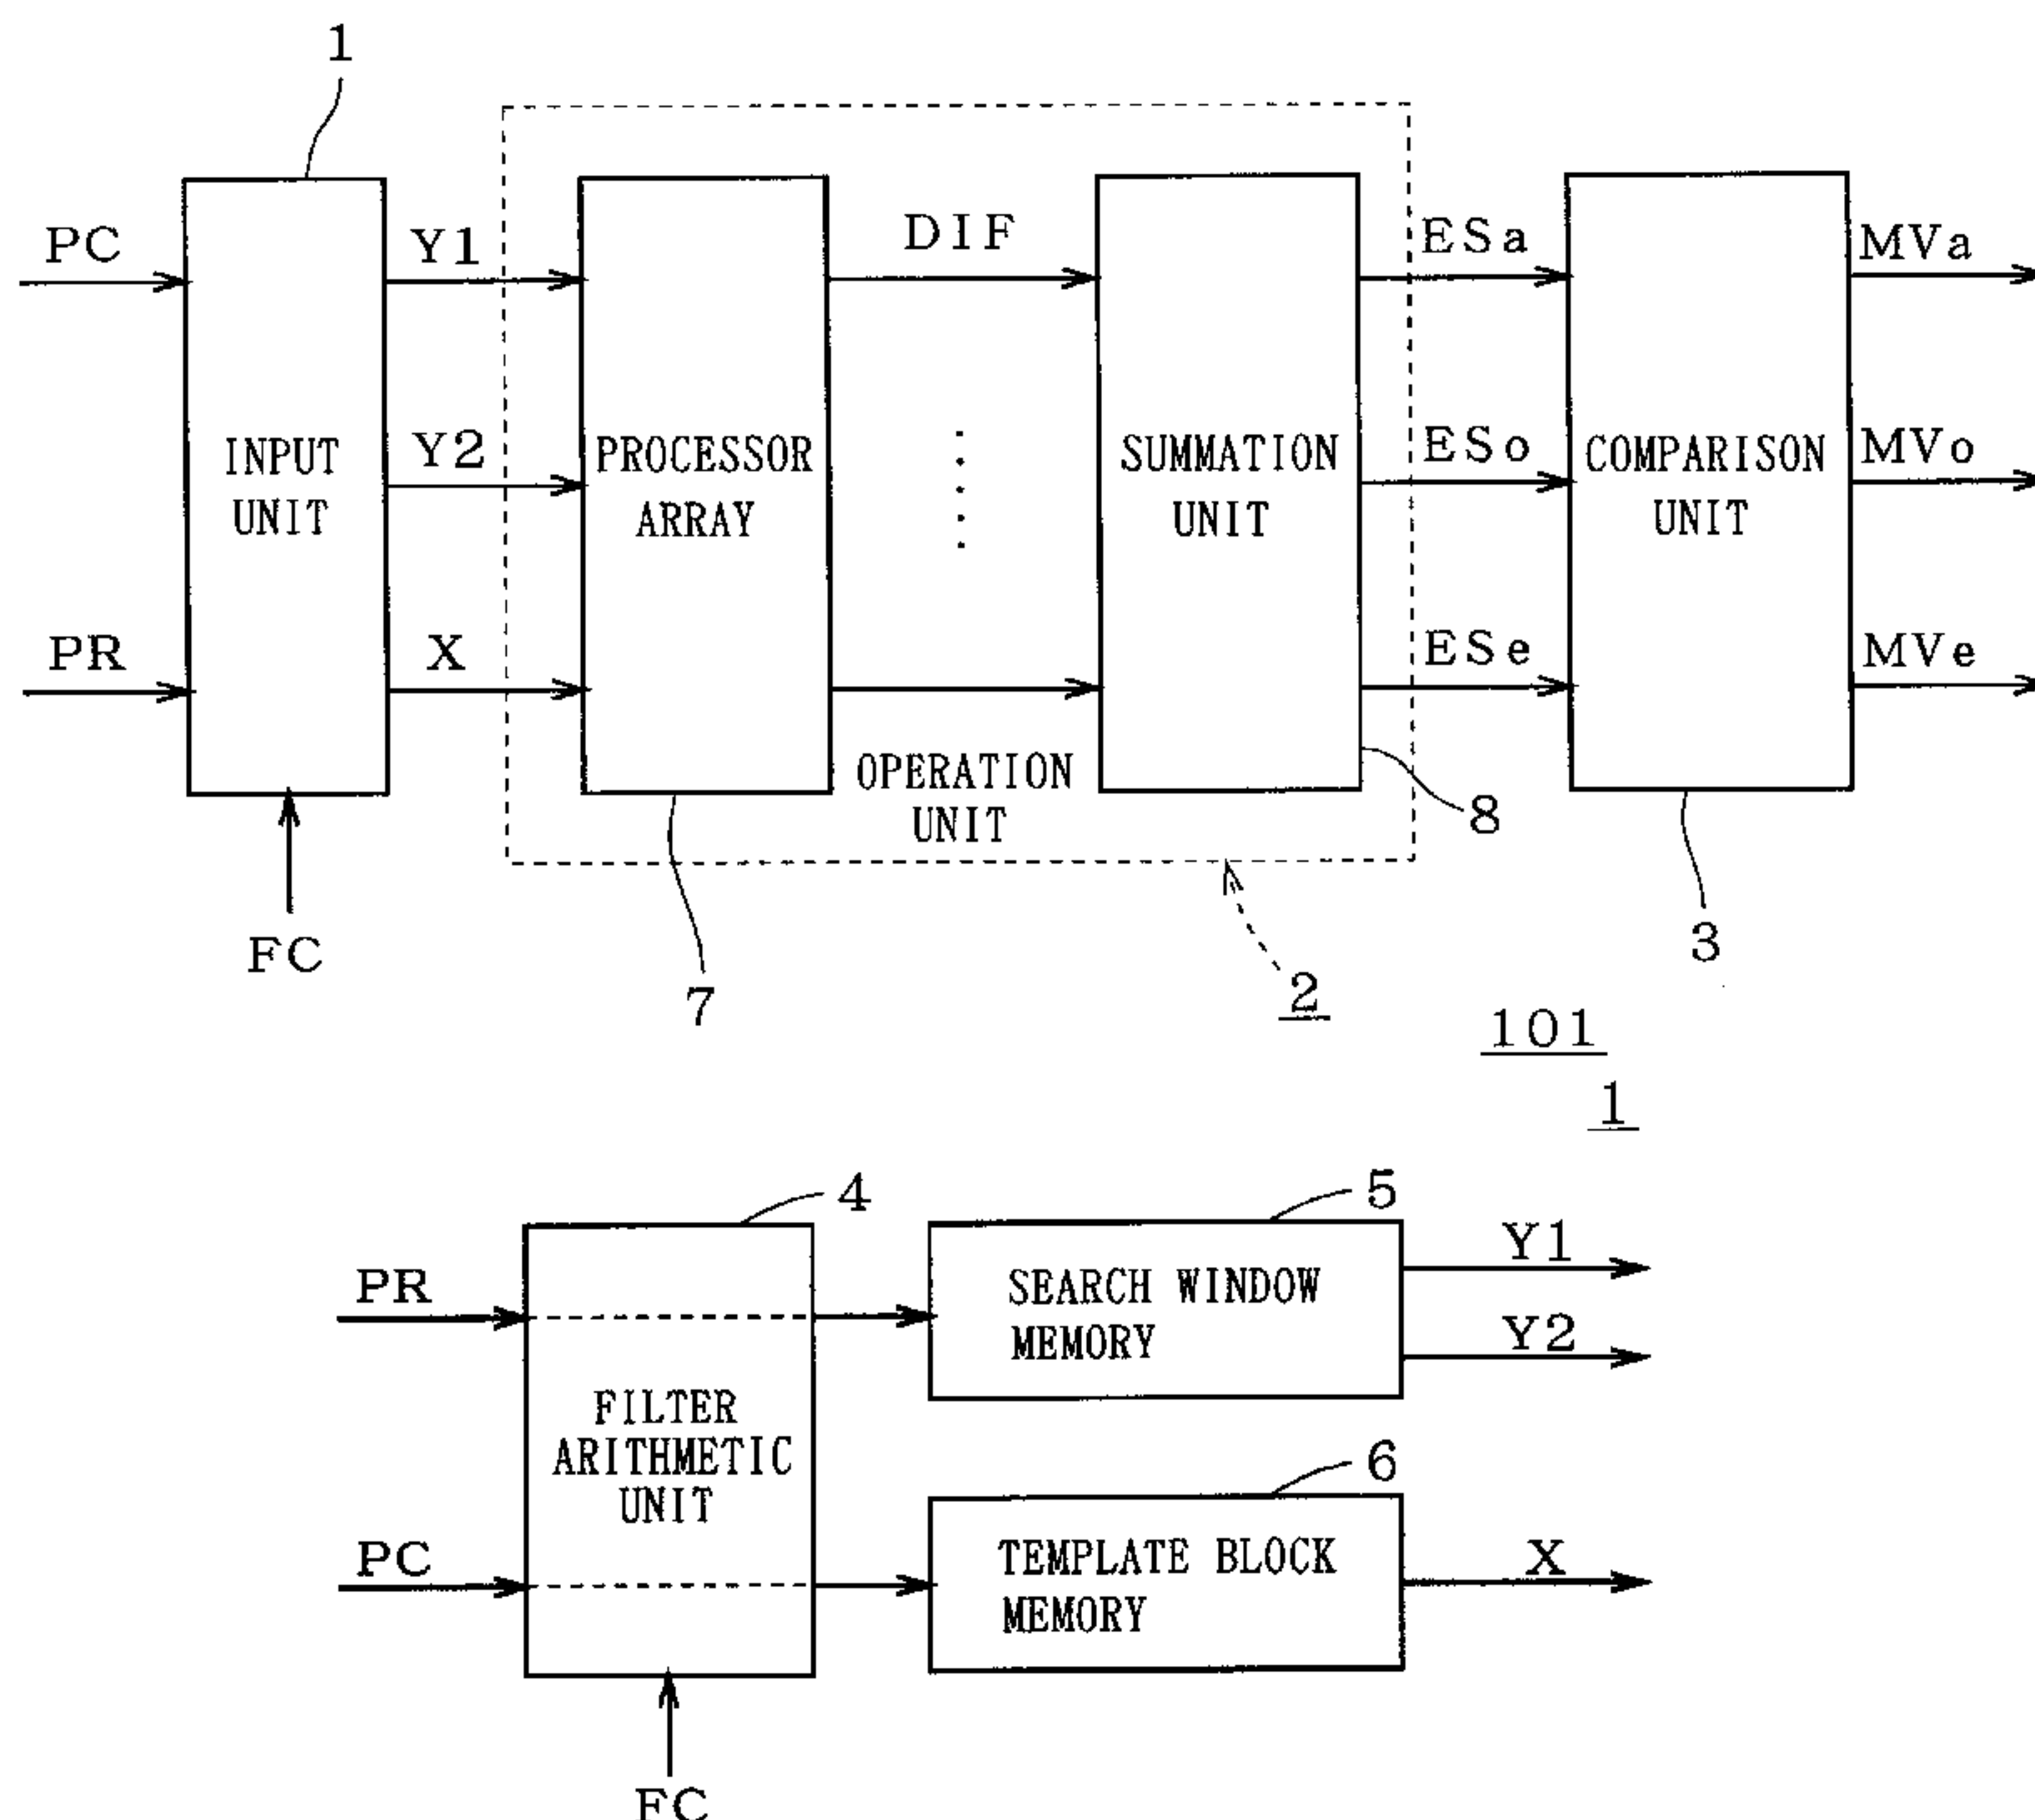 1
PC
Y1
DIF
ESa
MVa
INPUT
UNIT
Y2
PROCESSOR
ARRAY
SUMMATION
UNIT
ESo
COMPARISON
UNIT
MVo
PR
X
ESe
MVe
OPERATION
UNIT
8
FC
7
2
3
101
1
4
5
PR
SEARCH WINDOW
MEMORY
Y1
Y2
FILTER
ARITHMETIC
UNIT
6
PC
TEMPLATE BLOCK
MEMORY
X
FC